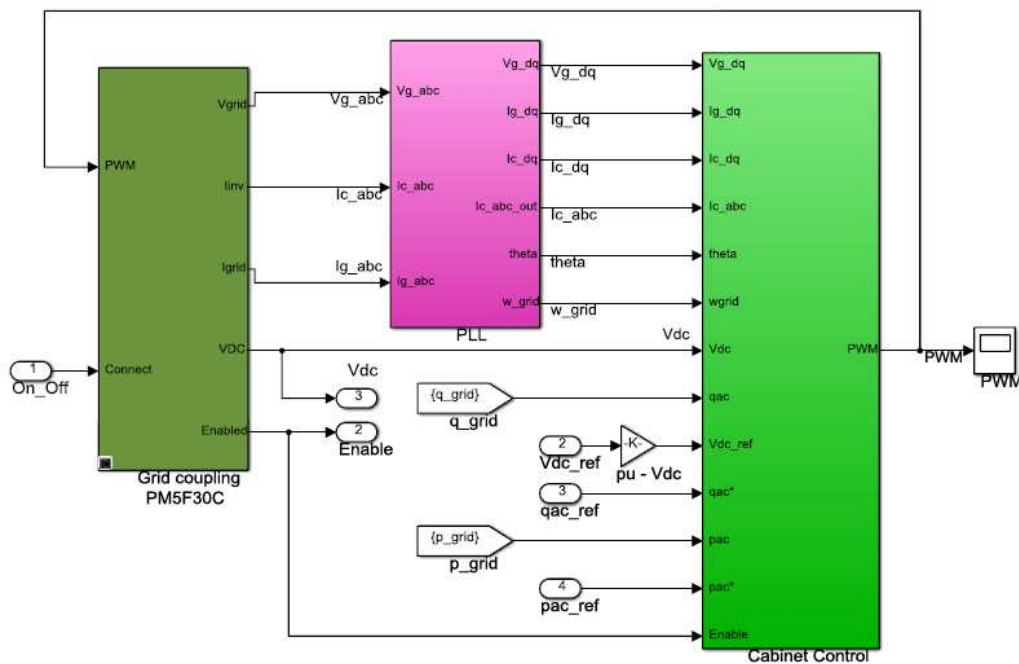 Vgrid
PWM
Iinv
Igrid
VDC
Connect
Enabled
Grid coupling
PM5F30C
1
On_Off
Vg_abc
Ic_abc
Ig_abc
Vdc
3
2
Enable
Vg_abc
Ic_abc
Ig_abc
Vg_dq
Ig_dq
Ic_dq
Ic_abc_out
theta
w_grid
PLL
Vg_dq
Ig_dq
Ic_dq
Ic_abc
theta
w_grid
Vdc
{q_grid}
q_grid
2
Vdc_ref
-K-
pu - Vdc
3
qac_ref
{p_grid}
p_grid
4
pac_ref
Vg_dq
Ig_dq
Ic_dq
Ic_abc
theta
wgrid
Vdc
PWM
qac
Vdc_ref
qac*
pac
pac*
Enable
Cabinet Control
PWM
PWM